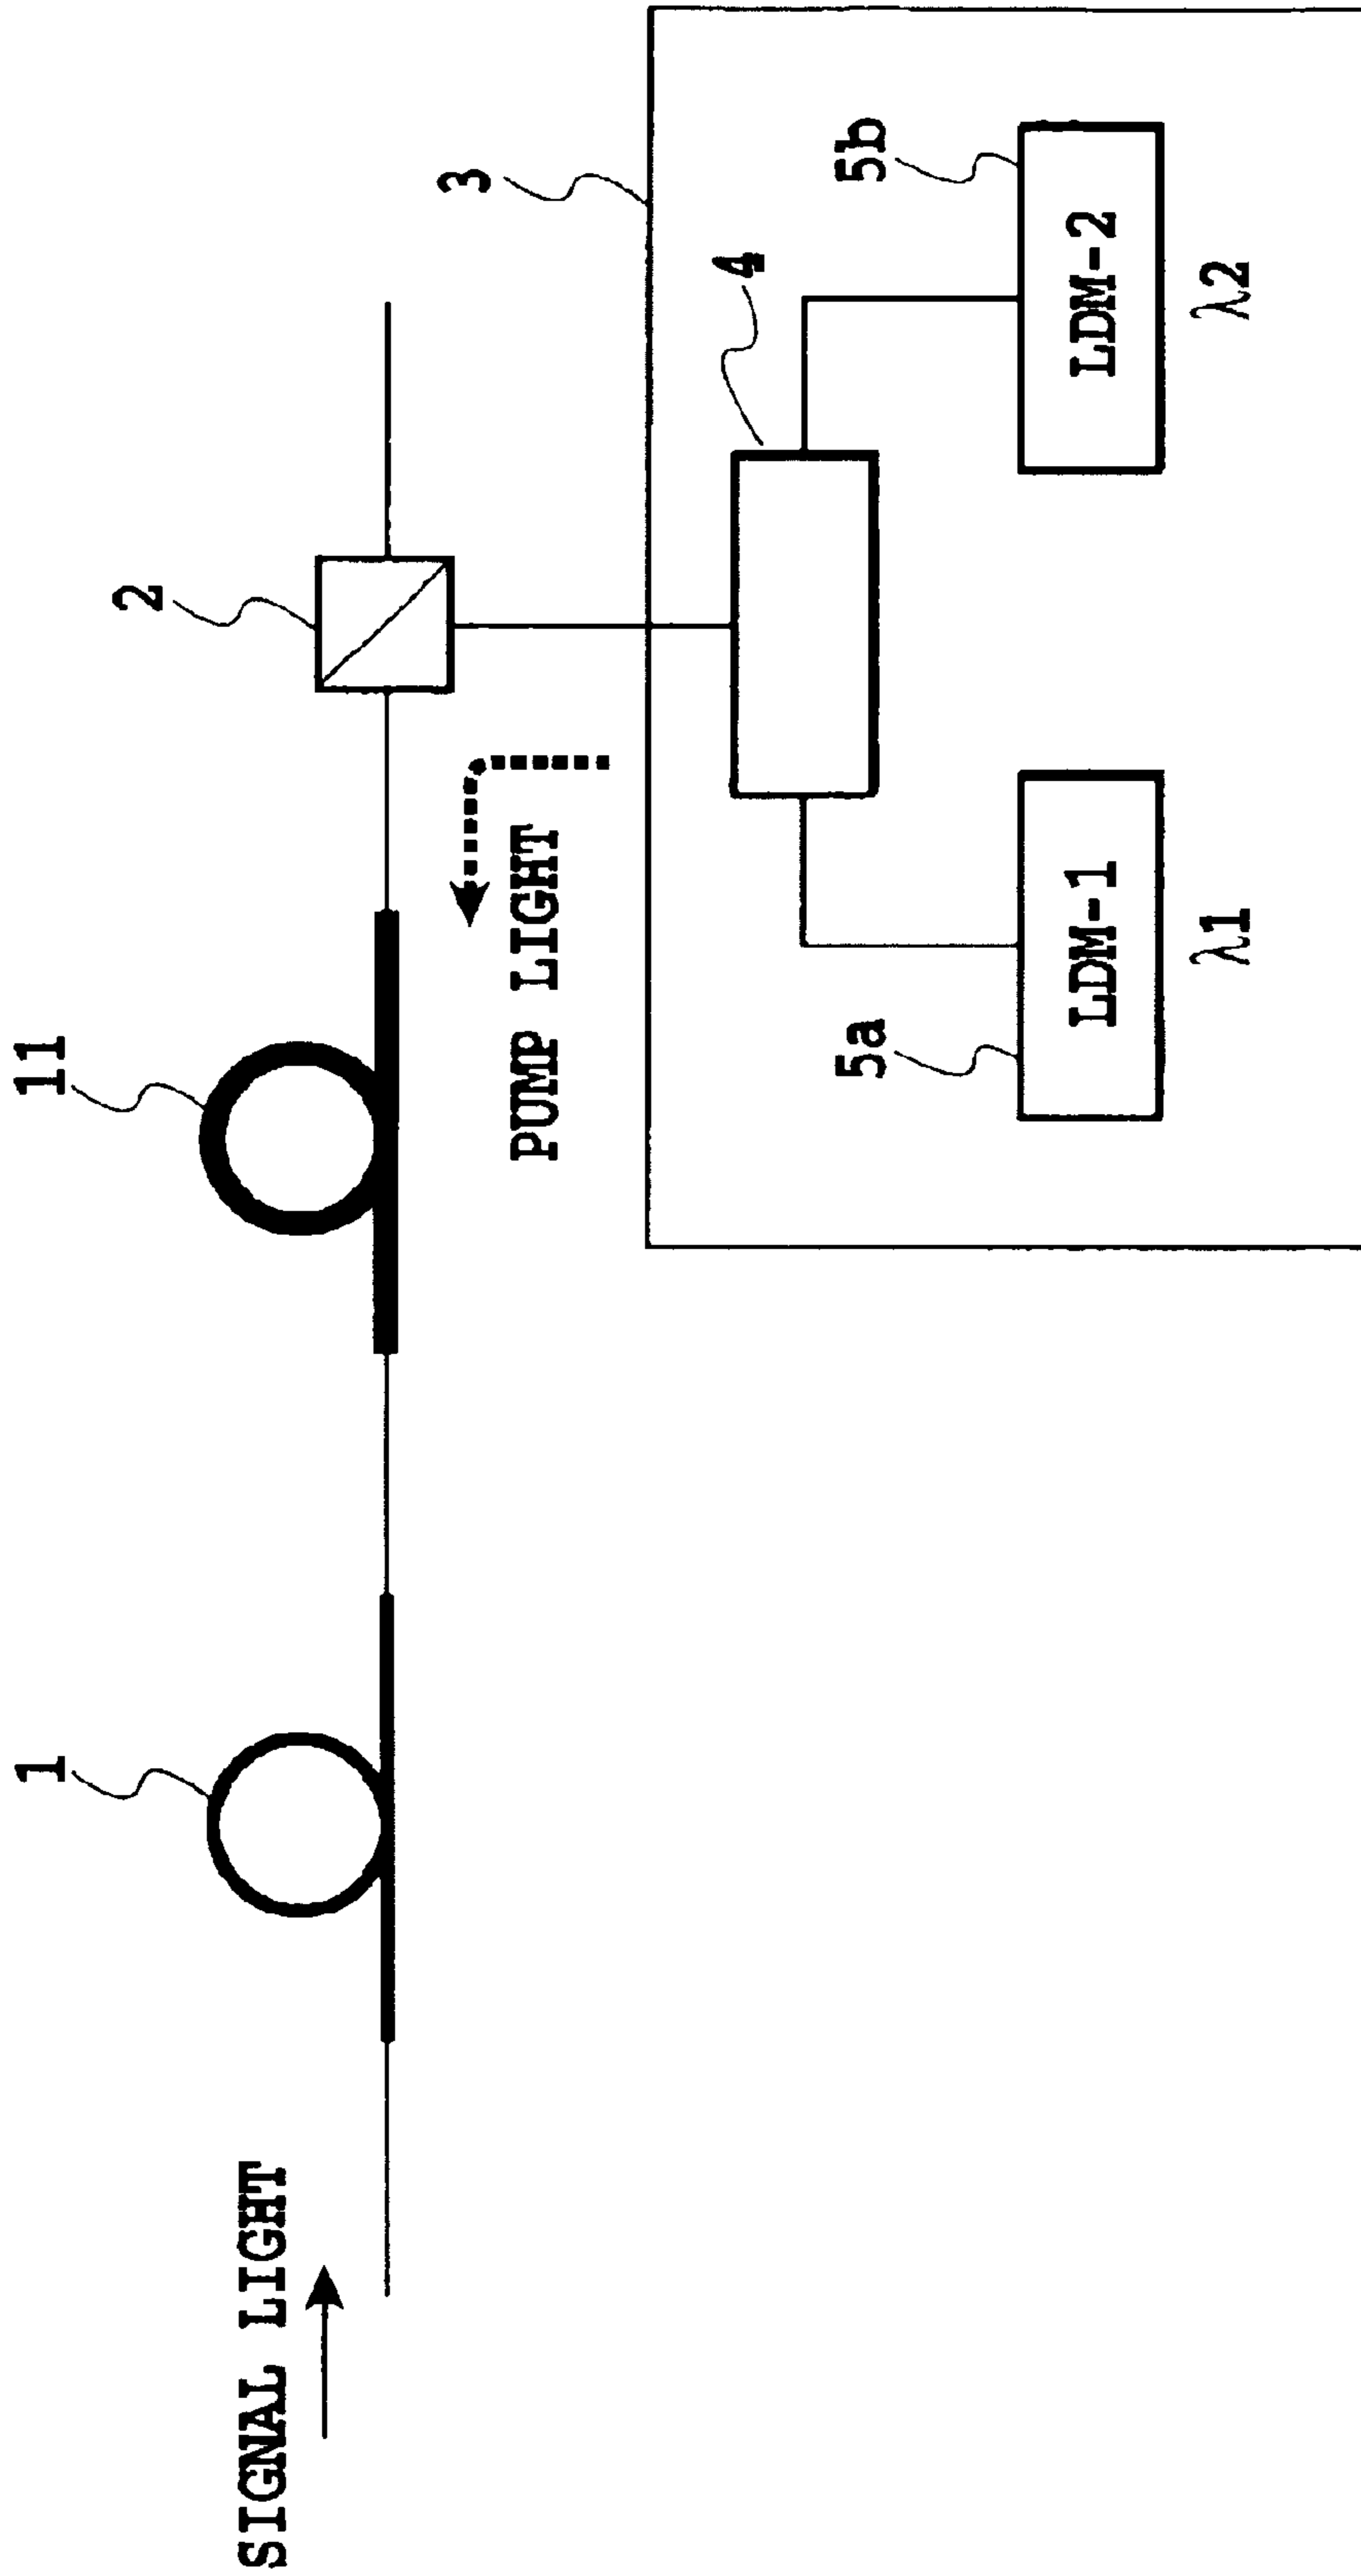 SIGNAL LIGHT
1
11
2
PUMP LIGHT
3
4
5a
LDM-1
λ1
5b
LDM-2
λ2